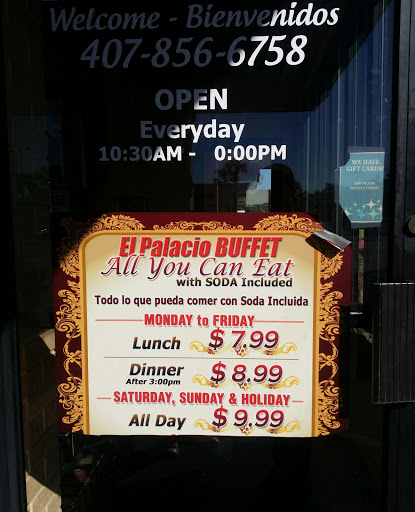 Welcome - Bienvenidos
407-856-6758
OPEN
Everyday
10:30AM - 0:00PM
WE HAVE
GIFT CARDS!
El Palacio BUFFET
All You Can Eat
with SODA Included
Todo lo que pueda comer con Soda Incluida
MONDAY to FRIDAY
Lunch $7.99
Dinner $8.99
After 3:00pm
SATURDAY, SUNDAY & HOLIDAY
All Day $9.99